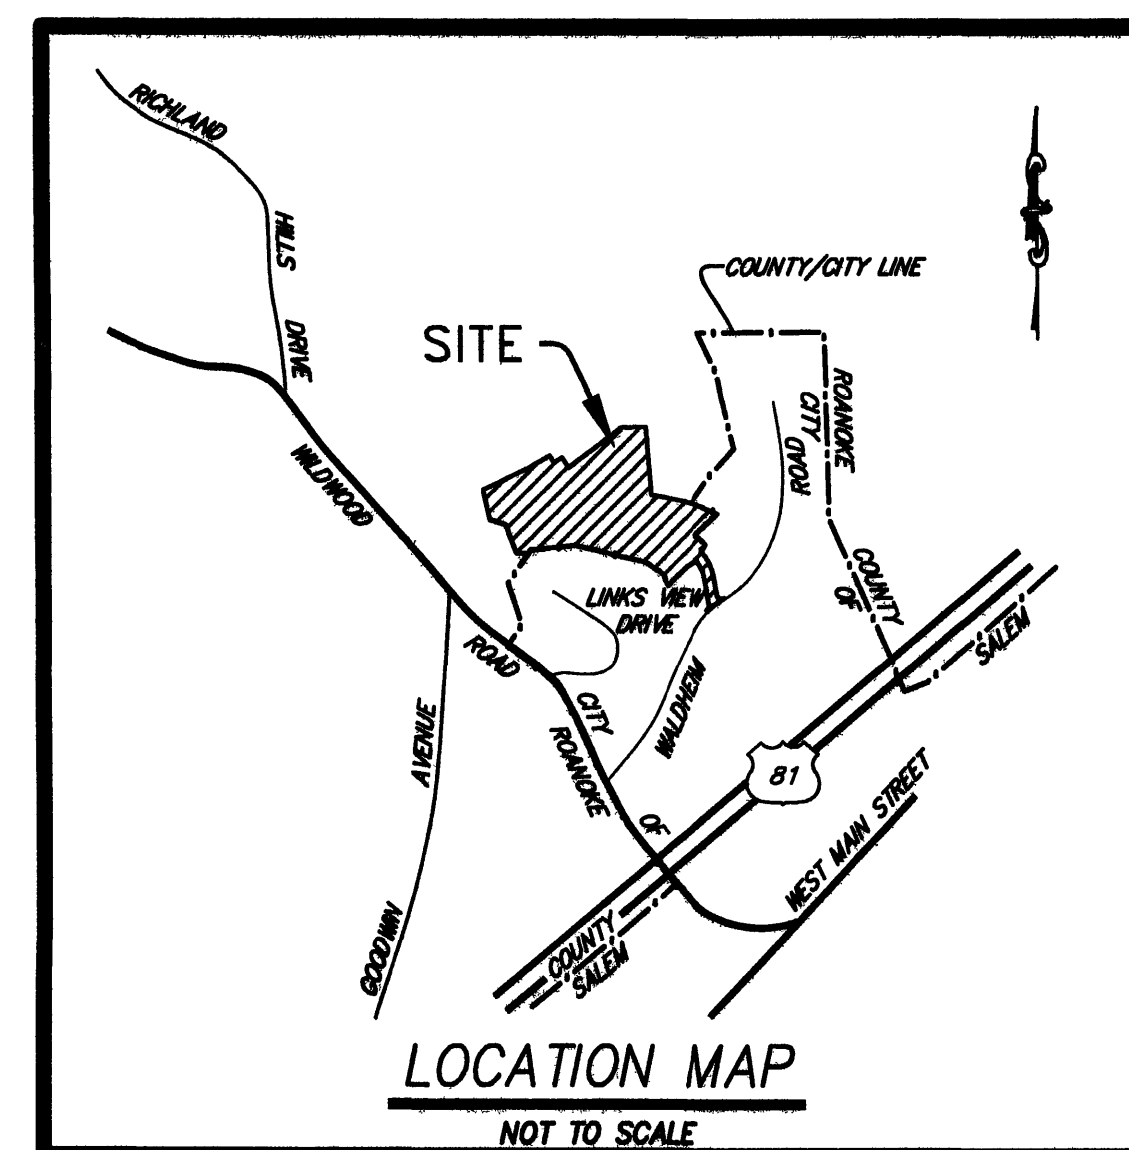 RICHLAND
HILLS
DRIVE
COUNTY/CITY LINE
SITE
ROANOKE
CITY
ROAD
WILDWOOD
COUNTY
OF
LINKS VIEW
DRIVE
SALEM
ROAD
WALDHEIM
CITY
ROANOKE
AVENUE
81
OF
WEST MAIN STREET
GOODWIN
COUNTY
SALEM
LOCATION MAP
NOT TO SCALE